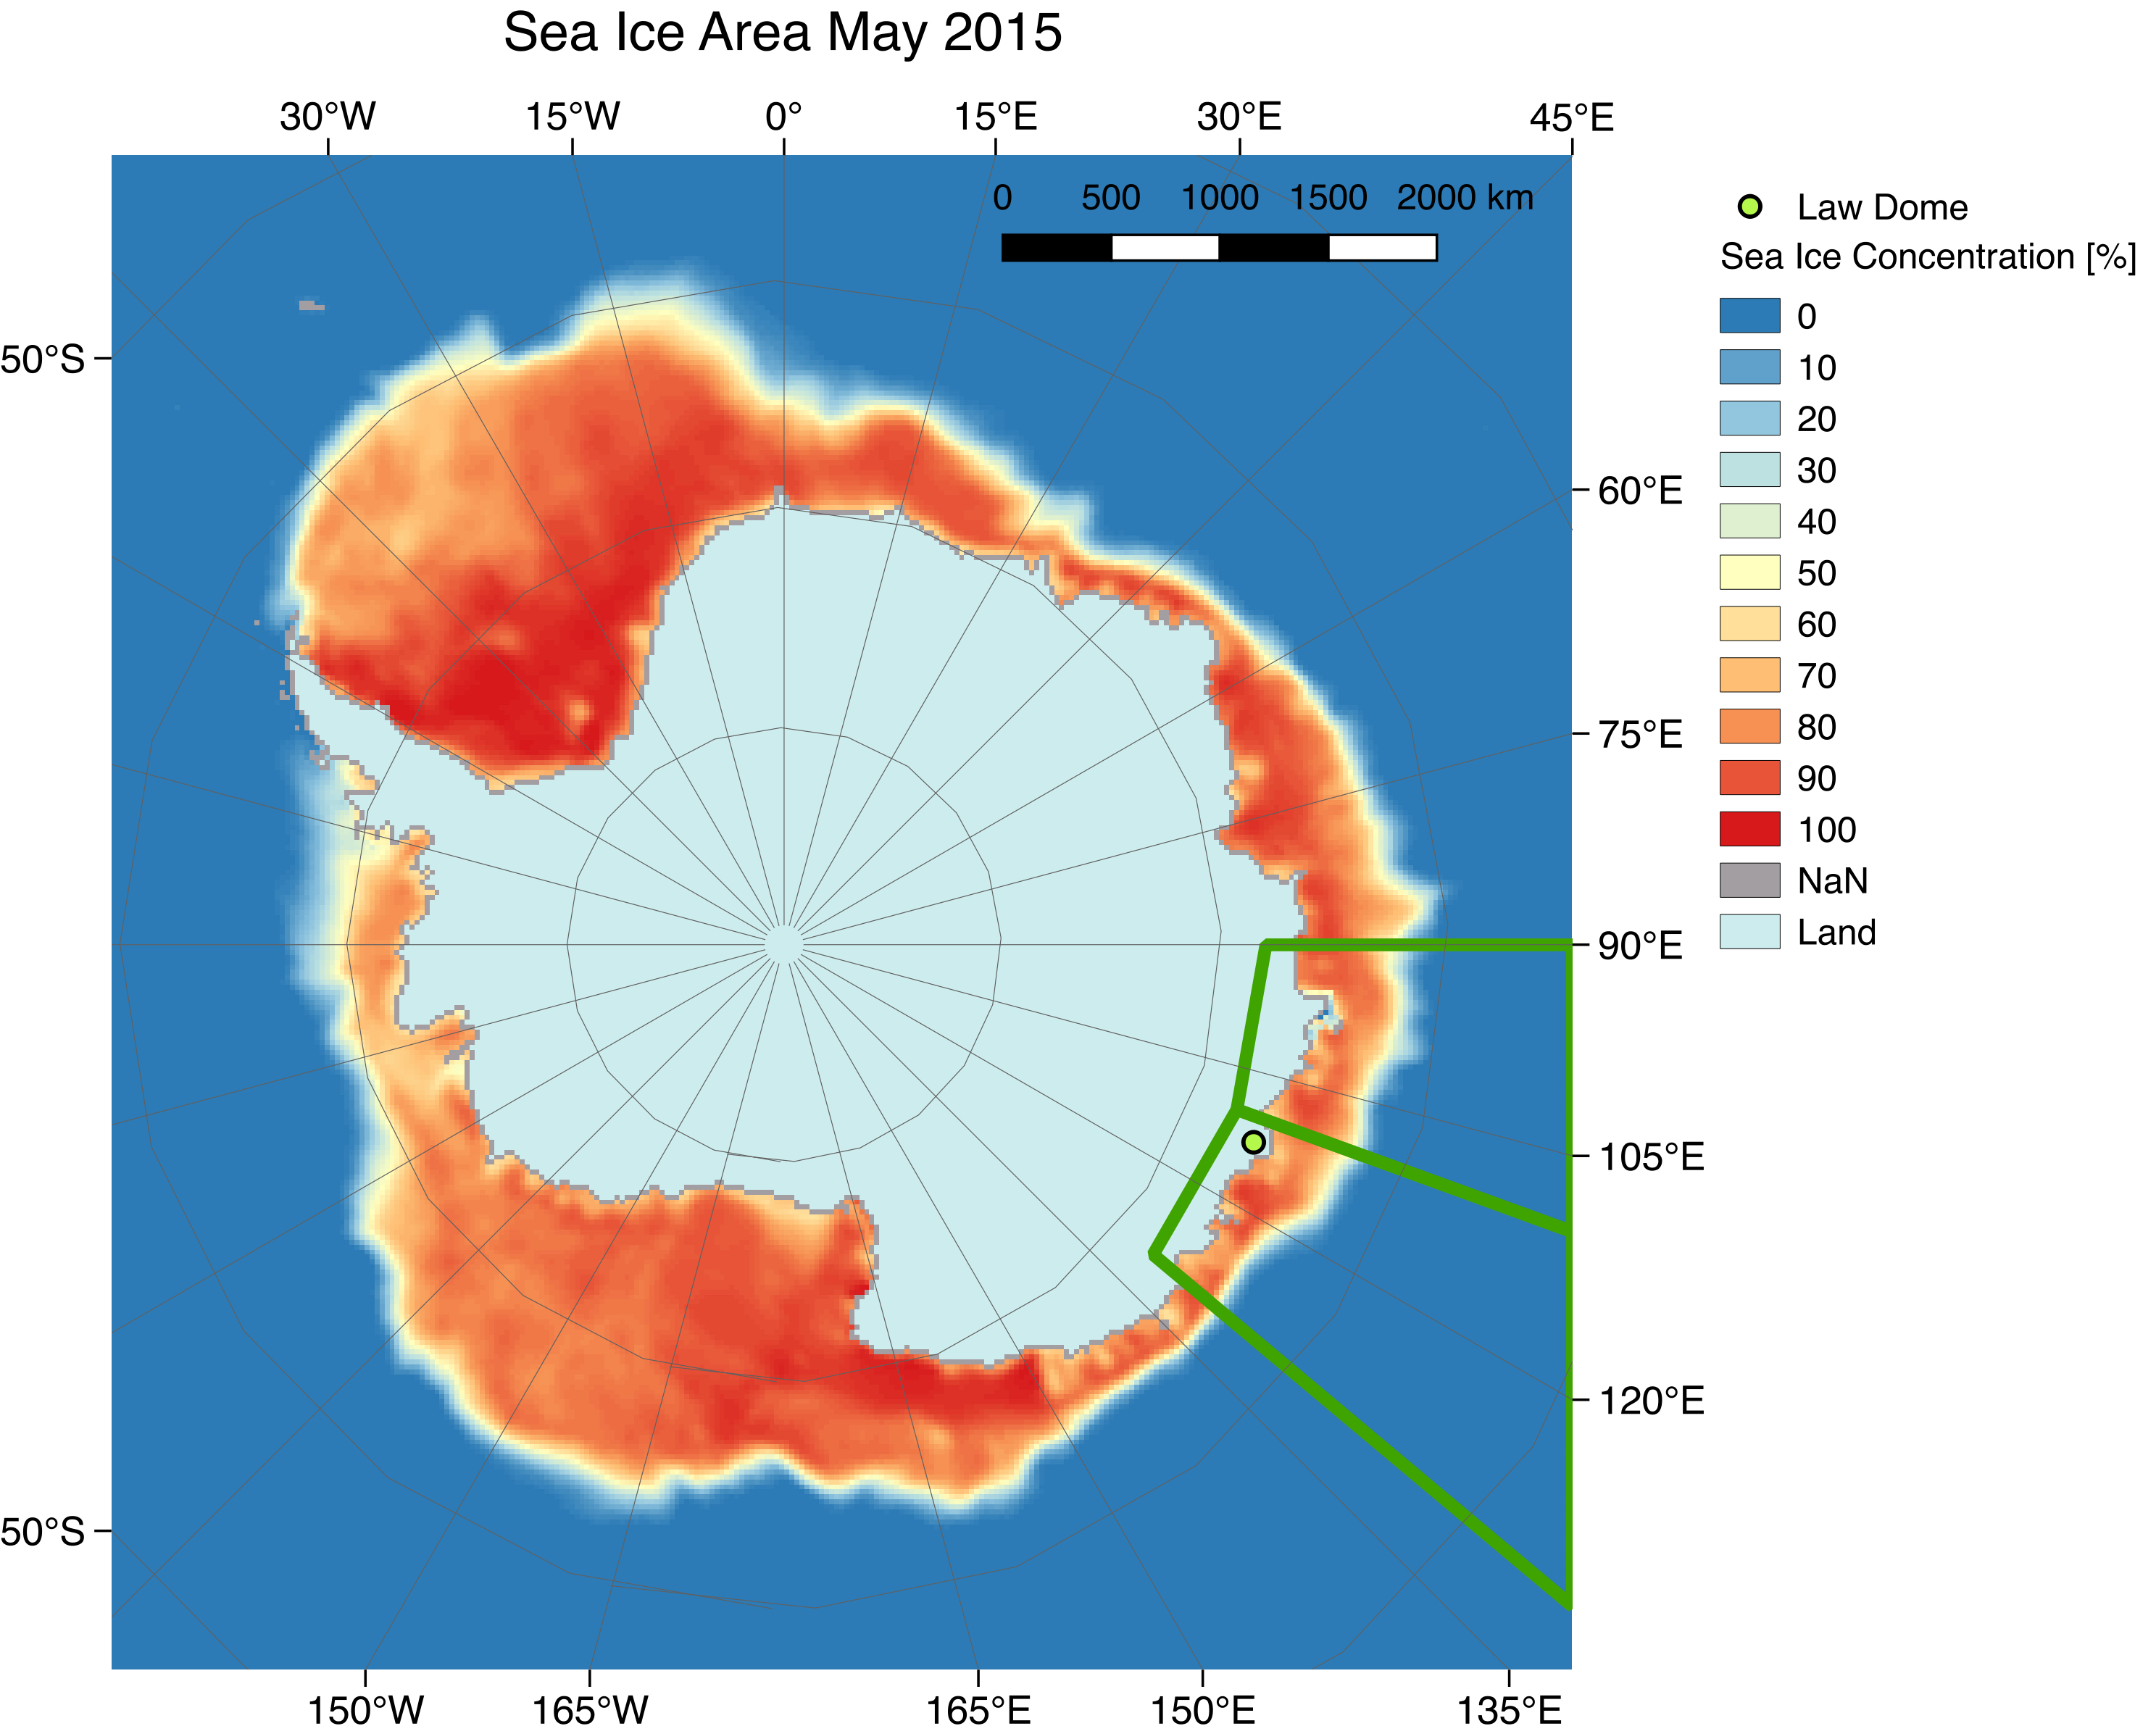 Sea Ice Area May 2015
30°W 15°W 0° 15°E 30°E 45°E
0 500 1000 1500 2000 km
Law Dome
Sea Ice Concentration [%]
0
10
20
30
40
50
60
70
80
90
100
NaN
Land
50°S
50°S
60°E
75°E
90°E
105°E
120°E
150°W 165°W 165°E 150°E 135°E